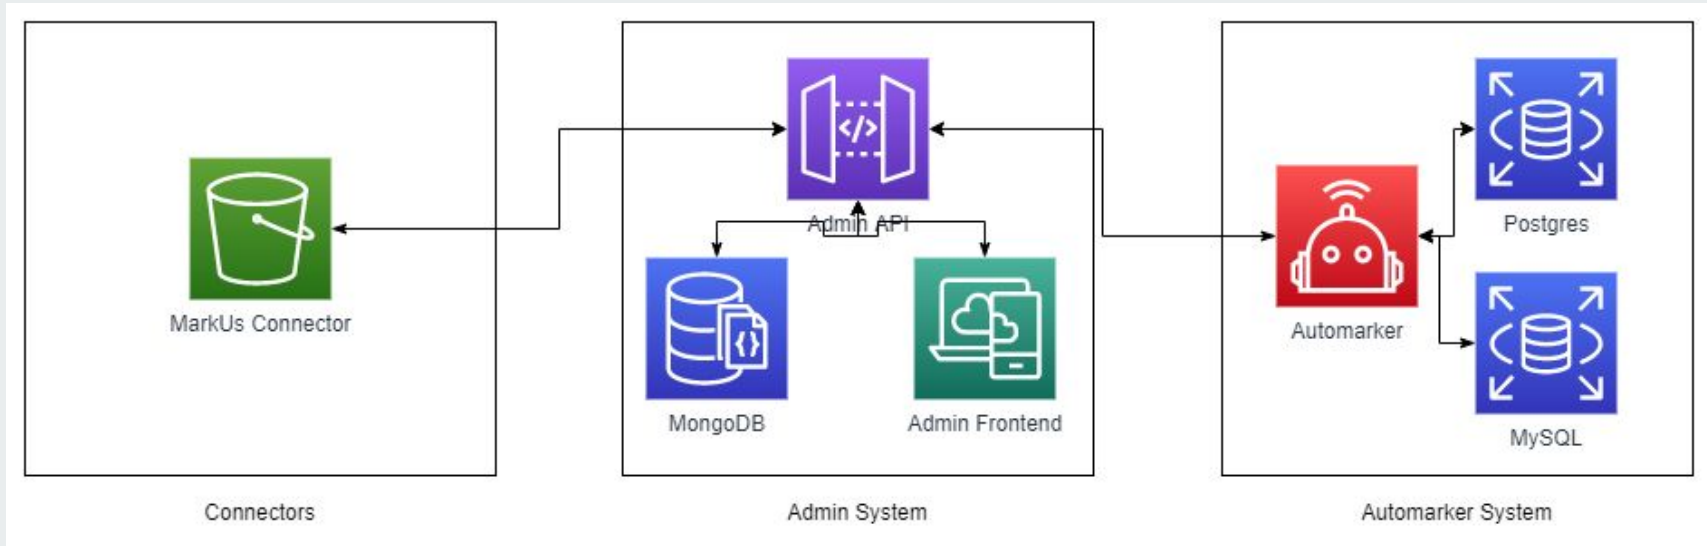 </>
Admin API
Postgres
MarkUs Connector
Automarker
{}
MongoDB
Admin Frontend
MySQL
Connectors
Admin System
Automarker System